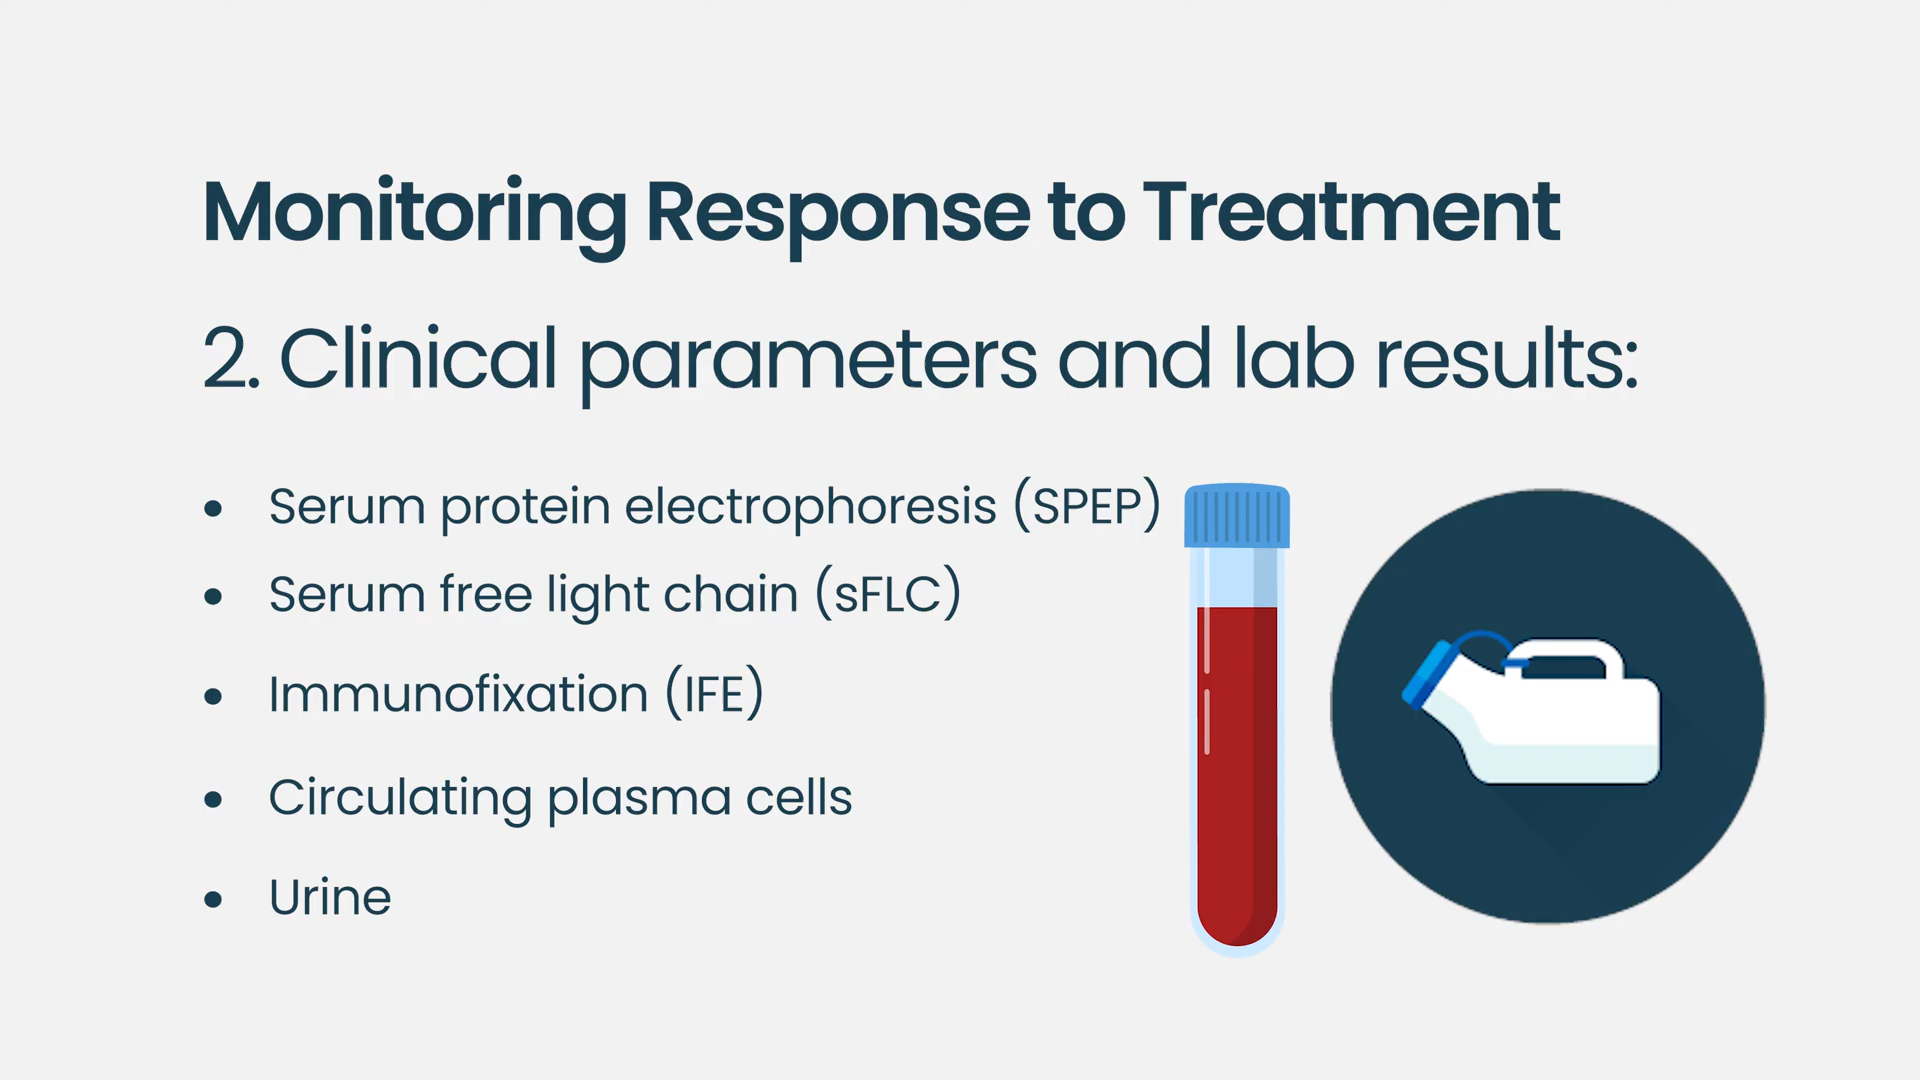 Monitoring Response to Treatment
2. Clinical parameters and lab results:
• Serum protein electrophoresis (SPEP)
• Serum free light chain (sFLC)
• Immunofixation (IFE)
• Circulating plasma cells
• Urine